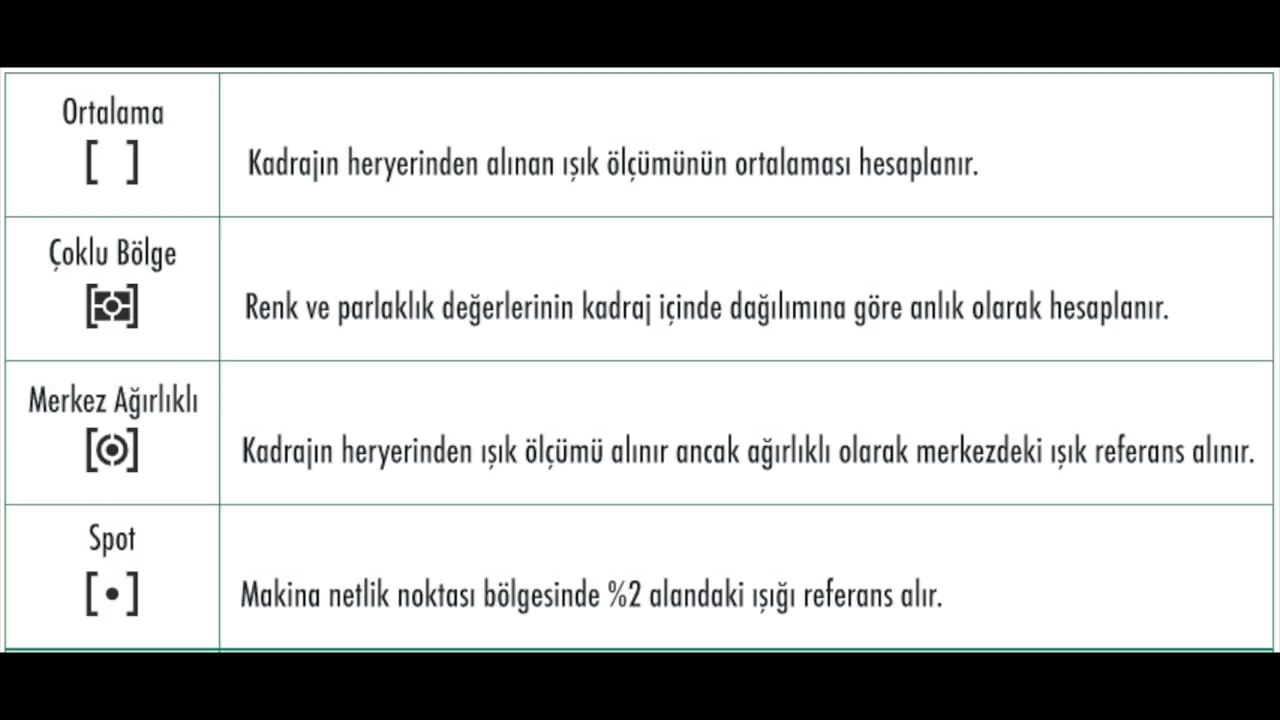 Ortalama
Kadrajın heryerinden alınan ışık ölçümünün ortalaması hesaplanır.
Çoklu Bölge
Renk ve parlaklık değerlerinin kadraj içinde dağılımına göre anlık olarak hesaplanır.
Merkez Ağırlıklı
Kadrajın heryerinden ışık ölçümü alınır ancak ağırlıklı olarak merkezdeki ışık referans alınır.
Spot
Makina netlik noktası bölgesinde %2 alandaki ışığı referans alır.